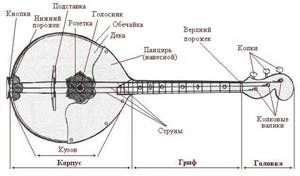 Кнопки
Нижний
порожек
Подставка
Розетка
Голосник
Обечайка
Дека
Панцирь
(навесной)
Верхний
порожек
Колки
Колковые
валики
Струны
Кузов
Корпус
Гриф
Головка